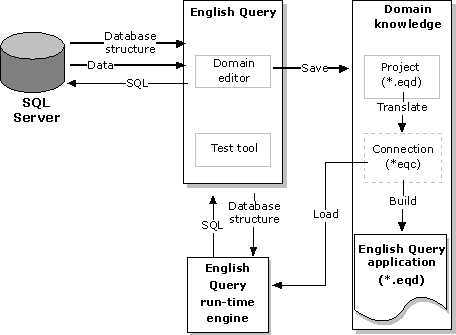 English Query
Domain
knowledge
Database
structure
Data
SQL
SQL
Server
Domain
editor
Save
Project
(*.eqd)
Translate
Test tool
Connection
(*eqc)
Database
structure
SQL
Load
Build
English
Query
run-time
engine
English Query
application
(*.eqd)